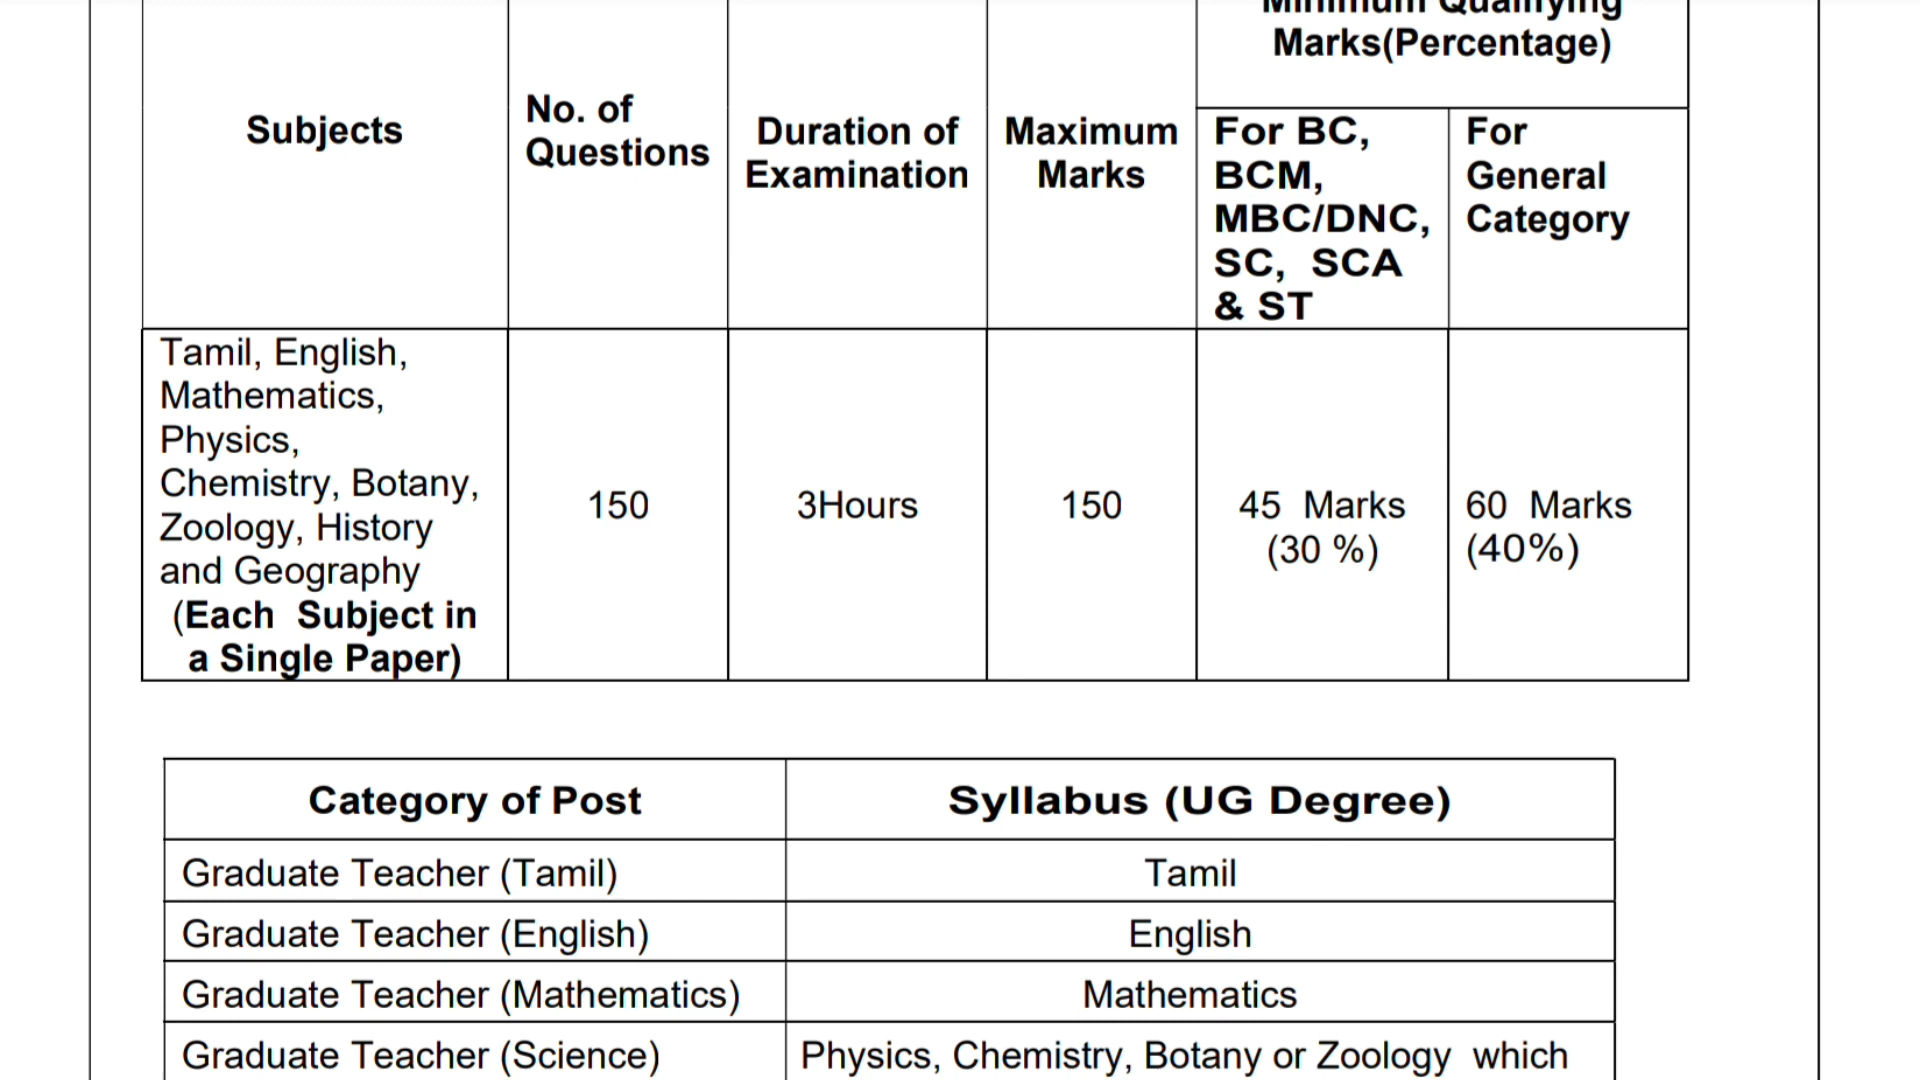 Minimum Qualifying
Marks(Percentage)
Subjects
No. of
Questions
Duration of
Examination
Maximum
Marks
For BC,
BCM,
MBC/DNC,
SC, SCA
& ST
For
General
Category
Tamil, English,
Mathematics,
Physics,
Chemistry, Botany,
Zoology, History
and Geography
(Each Subject in
a Single Paper)
150
3Hours
150
45 Marks
(30 %)
60 Marks
(40%)
Category of Post
Syllabus (UG Degree)
Graduate Teacher (Tamil)
Tamil
Graduate Teacher (English)
English
Graduate Teacher (Mathematics)
Mathematics
Graduate Teacher (Science)
Physics, Chemistry, Botany or Zoology which